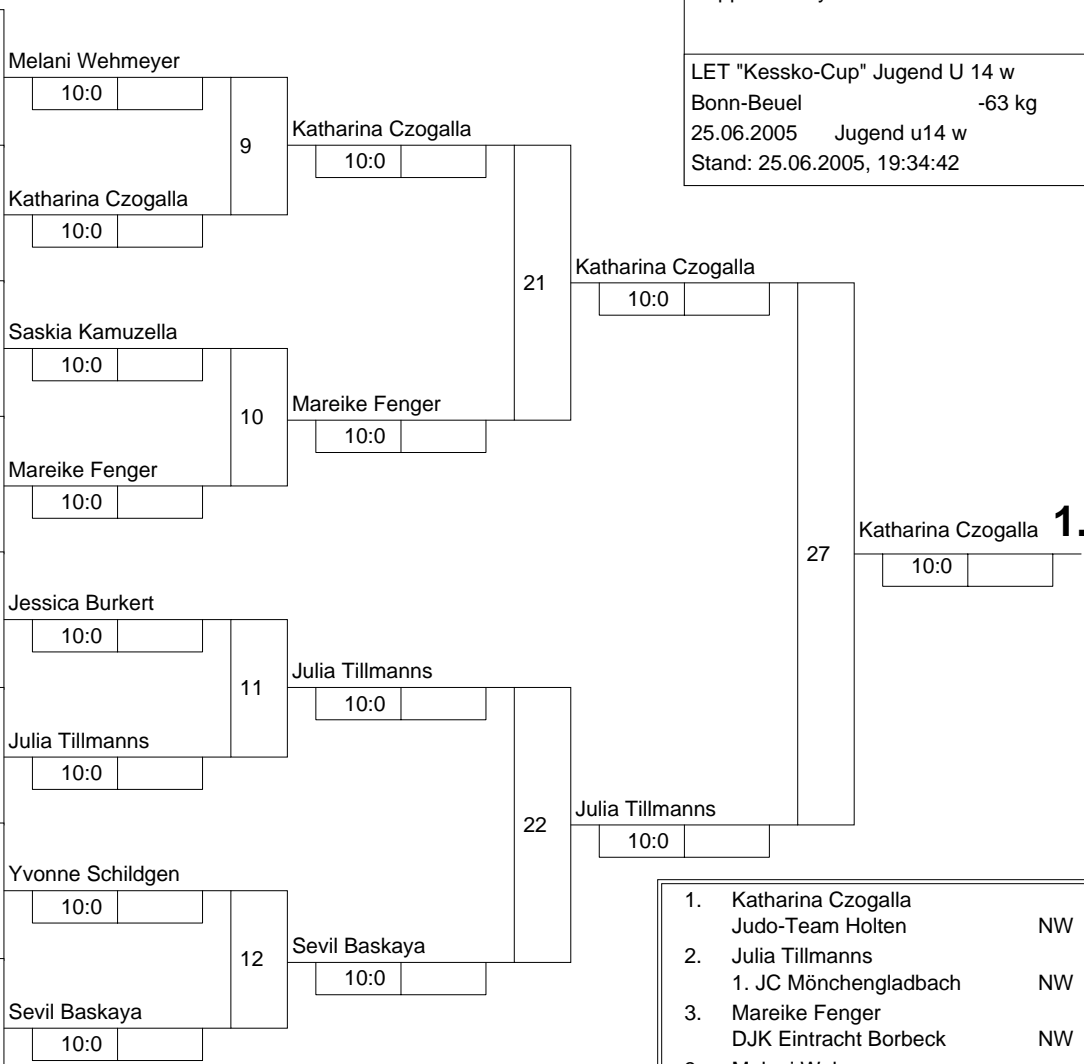 LET "Kessko-Cup" Jugend U 14 w
Bonn-Beuel -63 kg
25.06.2005 Jugend u14 w
Stand: 25.06.2005, 19:34:42
Melani Wehmeyer
10:0
9
Katharina Czogalla
10:0
Katharina Czogalla
10:0
21
Katharina Czogalla
10:0
Saskia Kamuzella
10:0
10
Mareike Fenger
10:0
Mareike Fenger
10:0
27
Katharina Czogalla 1.
10:0
Jessica Burkert
10:0
11
Julia Tillmanns
10:0
Julia Tillmanns
10:0
22
Julia Tillmanns
10:0
Yvonne Schildgen
10:0
12
Sevil Baskaya
10:0
Sevil Baskaya
10:0
1. Katharina Czogalla
Judo-Team Holten NW
2. Julia Tillmanns
1. JC Mönchengladbach NW
3. Mareike Fenger
DJK Eintracht Borbeck NW